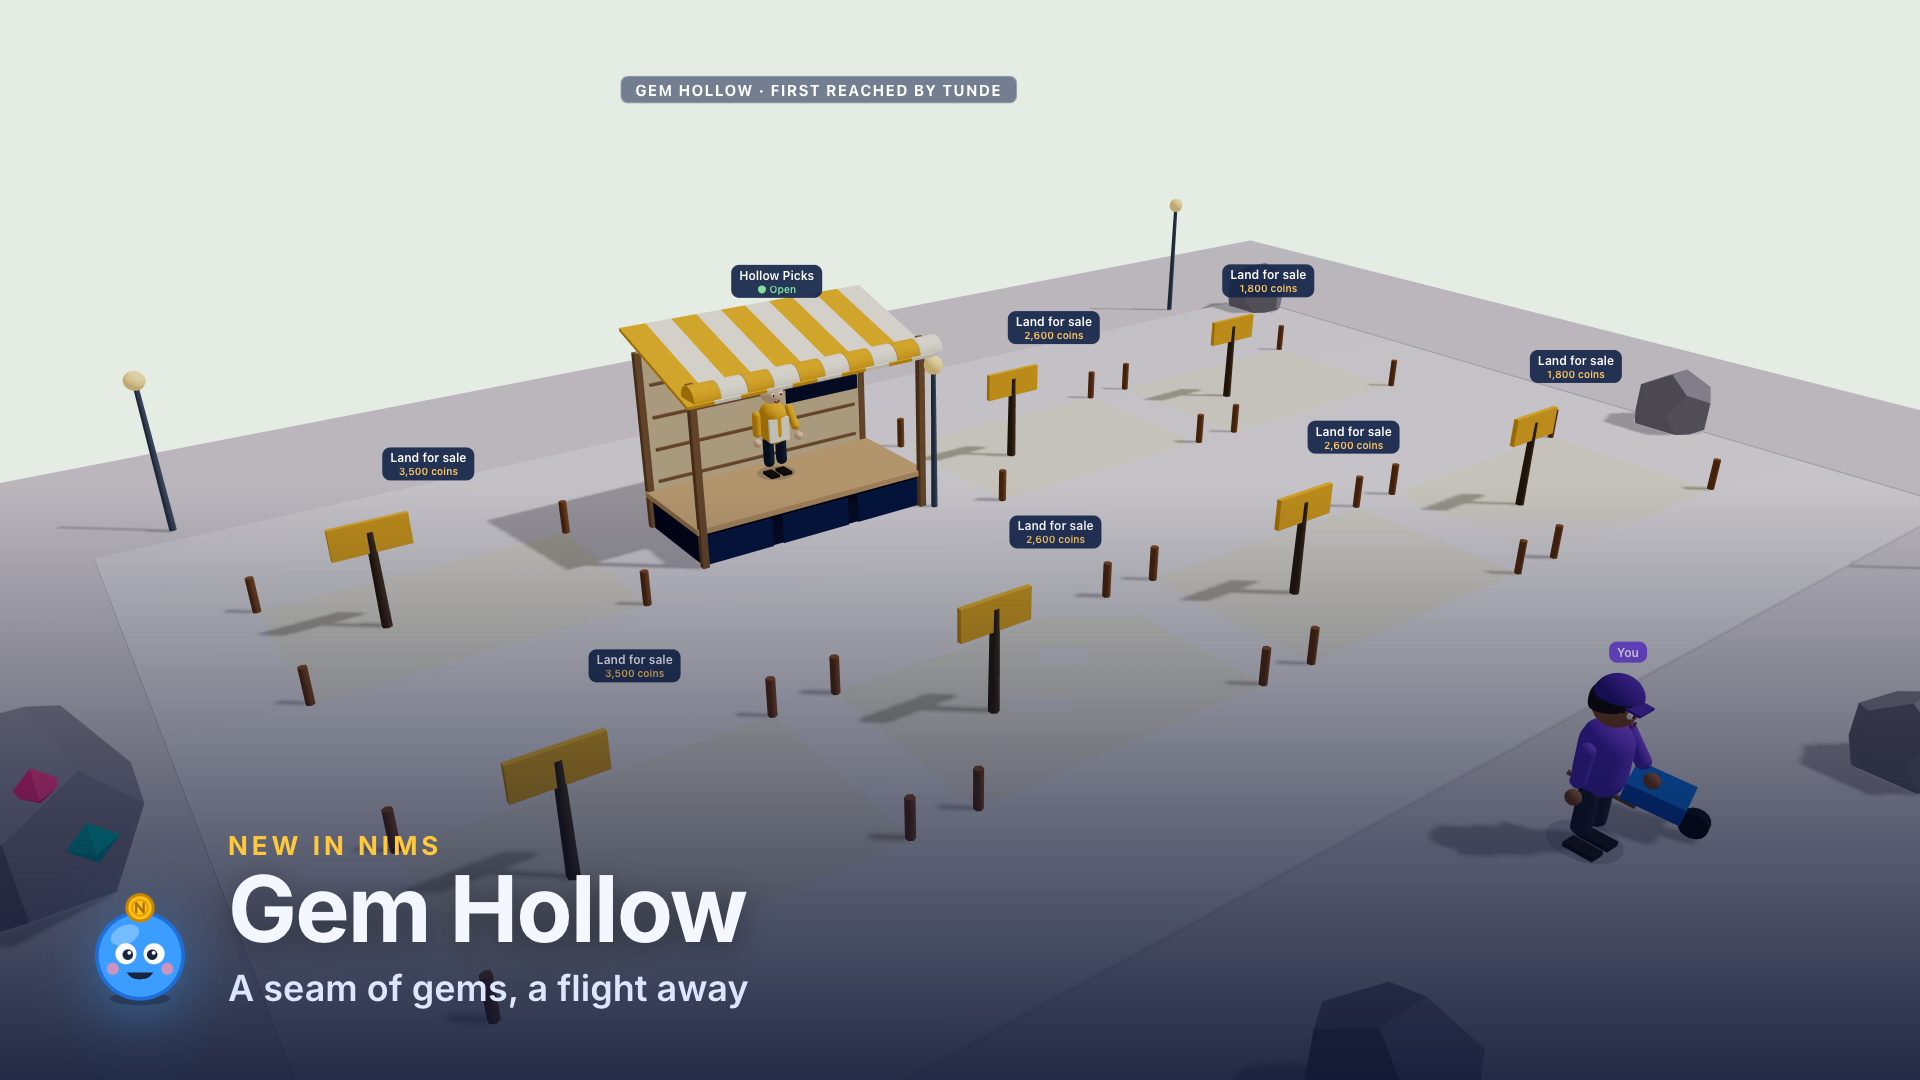 GEM HOLLOW · FIRST REACHED BY TUNDE
Hollow Picks
Open
Land for sale
1,800 coins
Land for sale
2,600 coins
Land for sale
1,800 coins
Land for sale
2,600 coins
Land for sale
3,500 coins
Land for sale
2,600 coins
Land for sale
3,500 coins
You
NEW IN NIMS
N
Gem Hollow
A seam of gems, a flight away